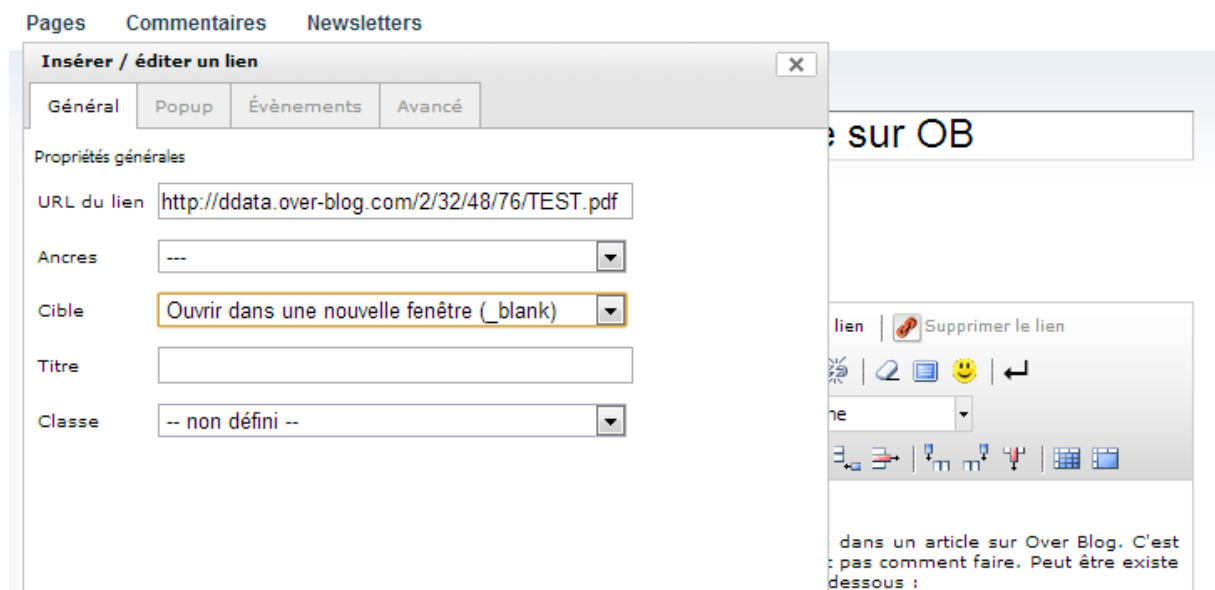 Pages Commentaires Newsletters
Insérer / éditer un lien
Général Popup Évènements Avancé
sur OB
Propriétés générales
URL du lien http://ddata.over-blog.com/2/32/48/76/TEST.pdf
Ancres ---
Cible Ouvrir dans une nouvelle fenêtre (_blank)
lien Supprimer le lien
Titre
Classe -- non défini --
dans un article sur Over Blog. C'est
pas comment faire. Peut être existe
dessous :